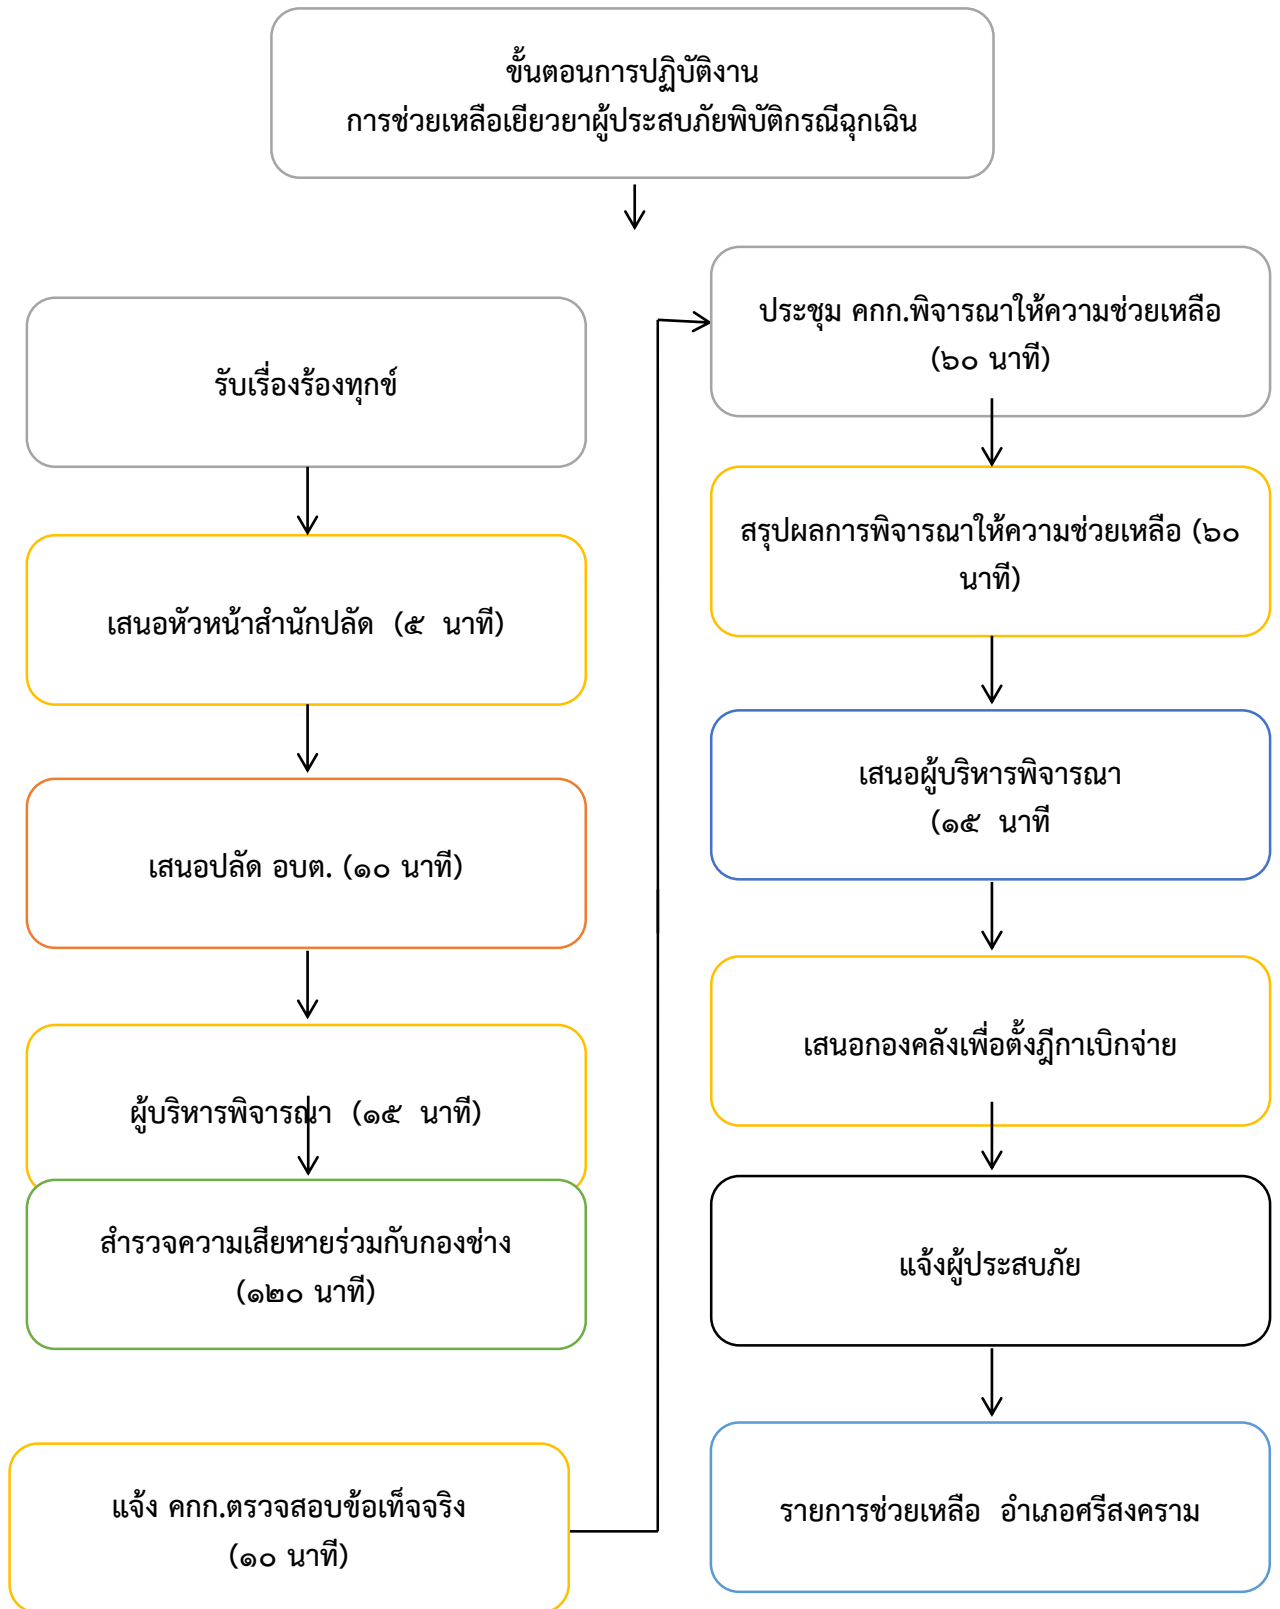 ขั้นตอนการปฏิบัติงาน
การช่วยเหลือเยียวยาผู้ประสบภัยพิบัติกรณีฉุกเฉิน
รับเรื่องร้องทุกข์
เสนอหัวหน้าสำนักปลัด (๕ นาที)
เสนอปลัด อบต. (๑๐ นาที)
ผู้บริหารพิจารณา (๑๕ นาที)
สำรวจความเสียหายร่วมกับกองช่าง
(๑๒๐ นาที)
แจ้ง คกก.ตรวจสอบข้อเท็จจริง
(๑๐ นาที)
ประชุม คกก.พิจารณาให้ความช่วยเหลือ
(๖๐ นาที)
สรุปผลการพิจารณาให้ความช่วยเหลือ (๖๐
นาที)
เสนอผู้บริหารพิจารณา
(๑๕ นาที
เสนอกองคลังเพื่อตั้งฎีกาเบิกจ่าย
แจ้งผู้ประสบภัย
รายการช่วยเหลือ อำเภอศรีสงคราม